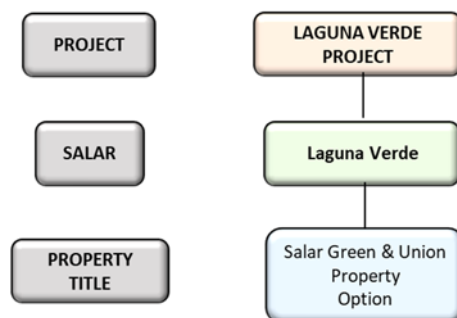 PROJECT
LAGUNA VERDE
PROJECT
SALAR
Laguna Verde
PROPERTY
TITLE
Salar Green & Union
Property
Option